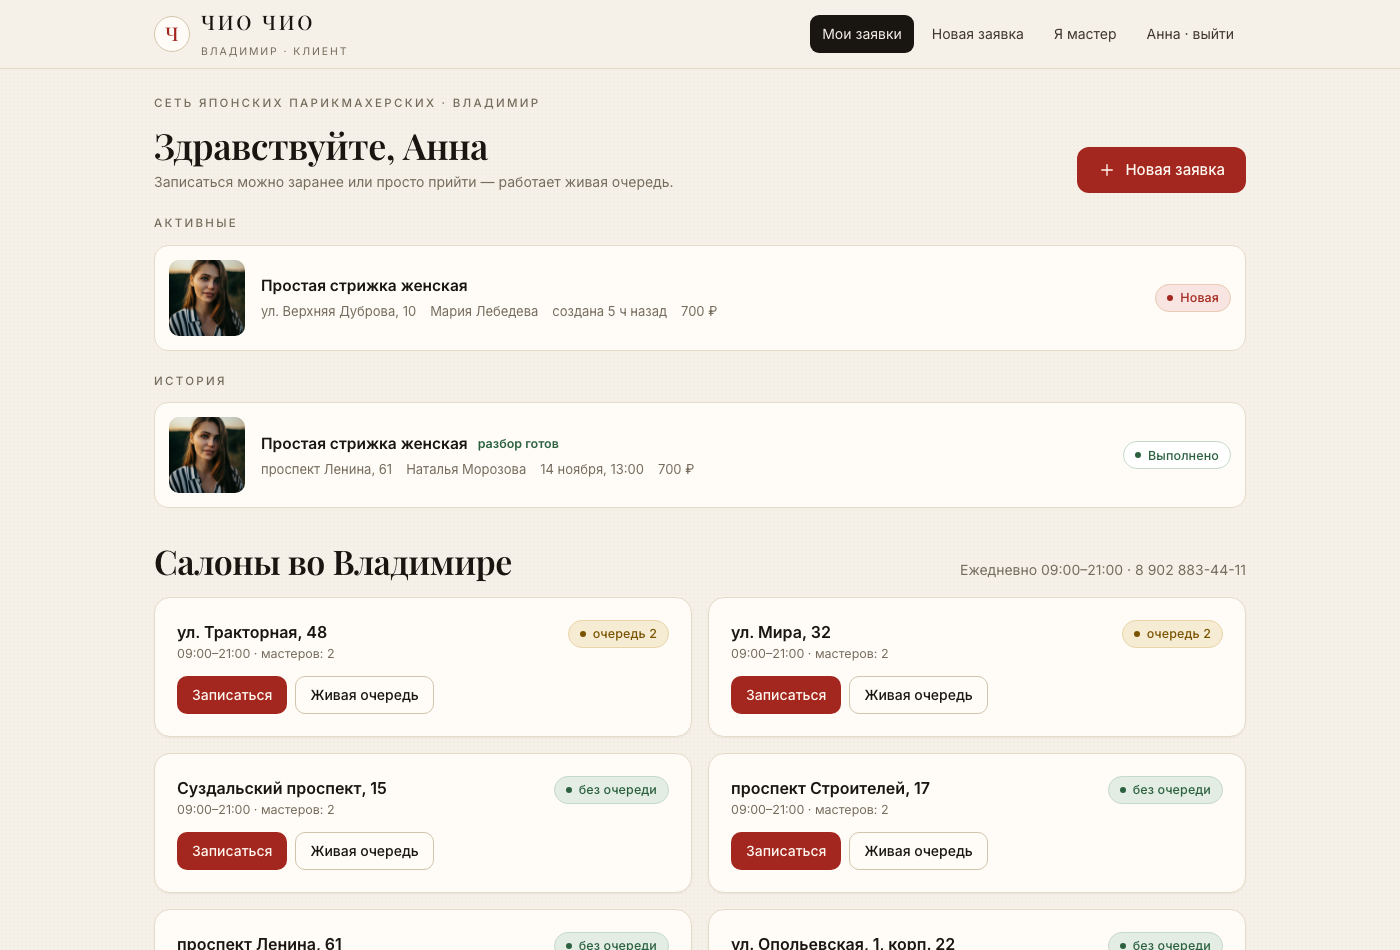 Ч
ЧИО ЧИО
ВЛАДИМИР · КЛИЕНТ
Мои заявки
Новая заявка
Я мастер
Анна · выйти
СЕТЬ ЯПОНСКИХ ПАРИКМАХЕРСКИХ · ВЛАДИМИР
Здравствуйте, Анна
Записаться можно заранее или просто прийти — работает живая очередь.
+ Новая заявка
АКТИВНЫЕ
Простая стрижка женская
ул. Верхняя Дуброва, 10 Мария Лебедева создана 5 ч назад 700 ₽
Новая
ИСТОРИЯ
Простая стрижка женская разбор готов
проспект Ленина, 61 Наталья Морозова 14 ноября, 13:00 700 ₽
Выполнено
Салоны во Владимире
Ежедневно 09:00–21:00 · 8 902 883-44-11
ул. Тракторная, 48
очередь 2
09:00–21:00 · мастеров: 2
Записаться
Живая очередь
ул. Мира, 32
очередь 2
09:00–21:00 · мастеров: 2
Записаться
Живая очередь
Суздальский проспект, 15
без очереди
09:00–21:00 · мастеров: 2
Записаться
Живая очередь
проспект Строителей, 17
без очереди
09:00–21:00 · мастеров: 2
Записаться
Живая очередь
проспект Ленина, 61
без очереди
ул. Опольевская, 1, корп. 22
без очереди